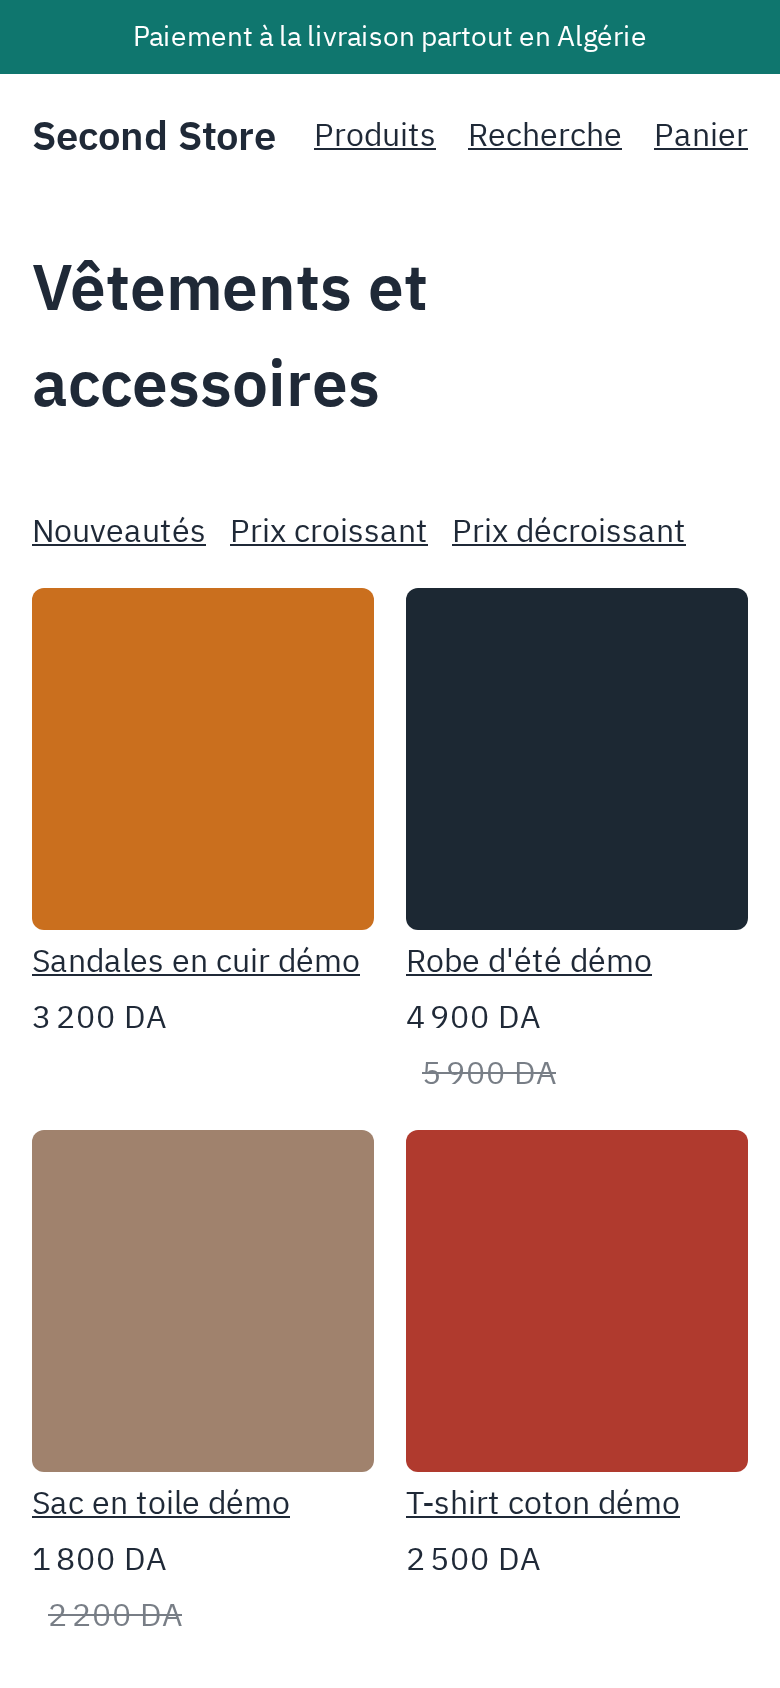 Paiement à la livraison partout en Algérie
Second Store Produits Recherche Panier
Vêtements et
accessoires
Nouveautés Prix croissant Prix décroissant
Sandales en cuir démo
3 200 DA
Robe d'été démo
4 900 DA
5 900 DA
Sac en toile démo
1 800 DA
2 200 DA
T-shirt coton démo
2 500 DA